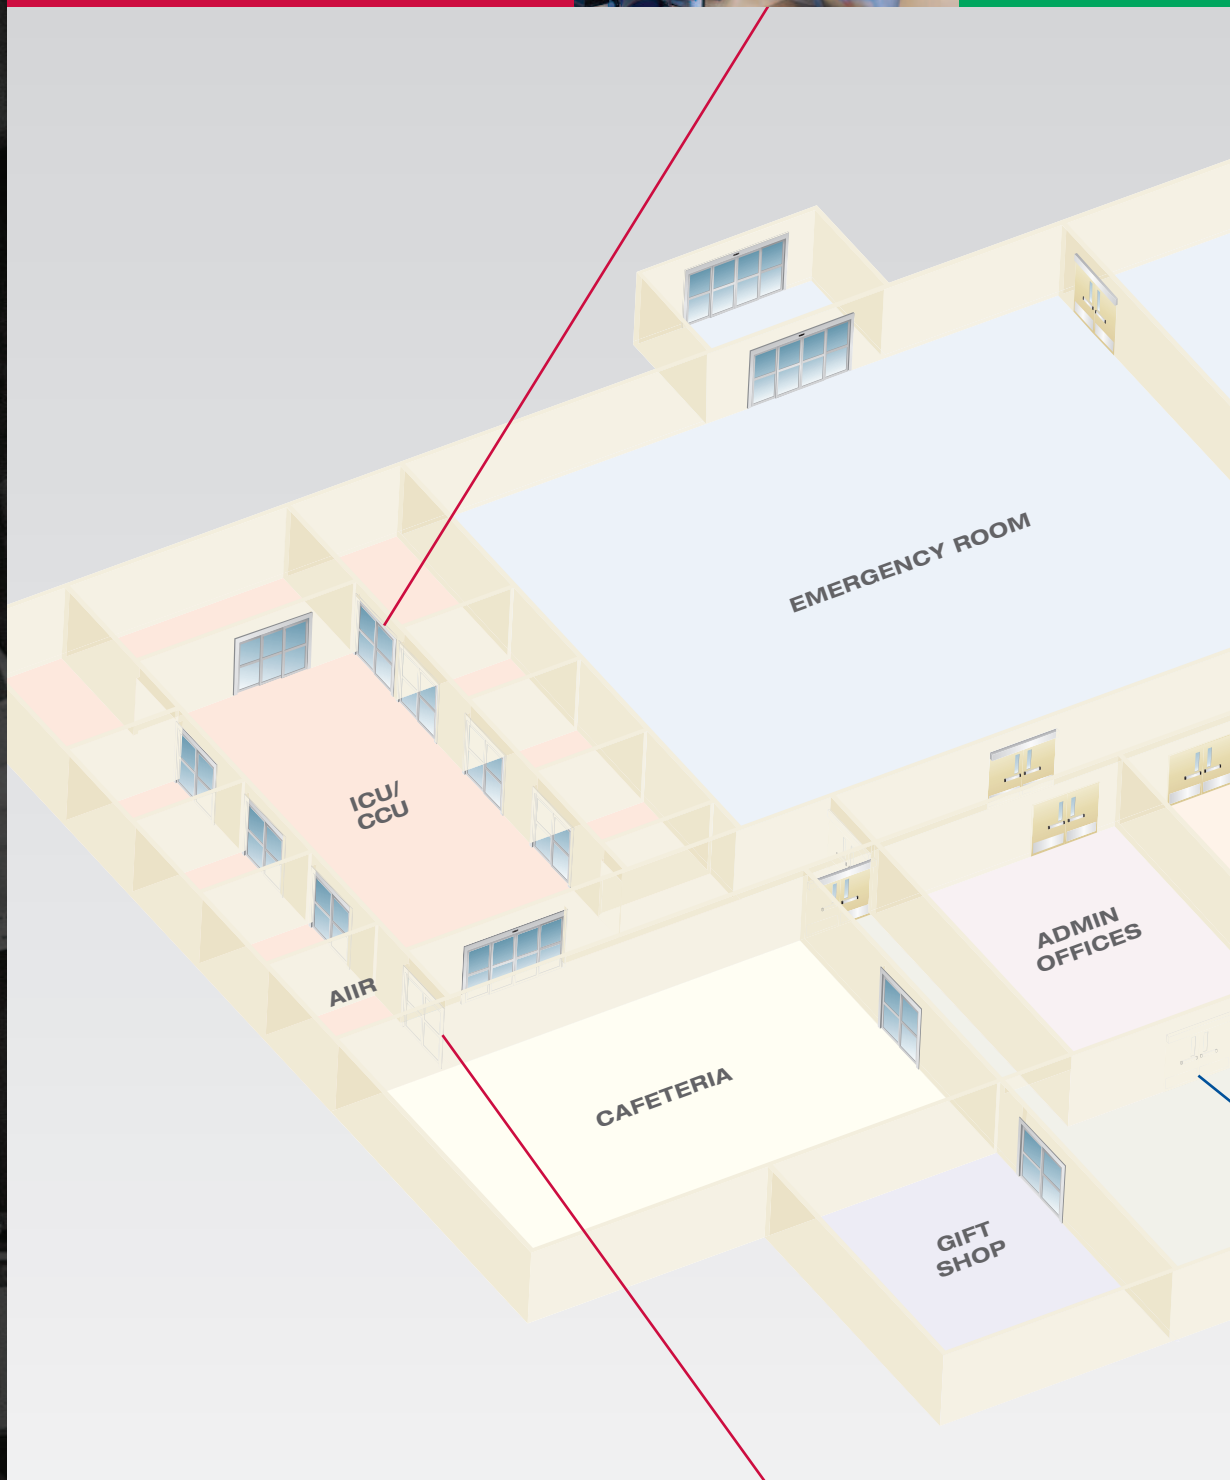 EMERGENCY ROOM
ICU/
CCU
ADMIN
OFFICES
AIIR
CAFETERIA
GIFT
SHOP